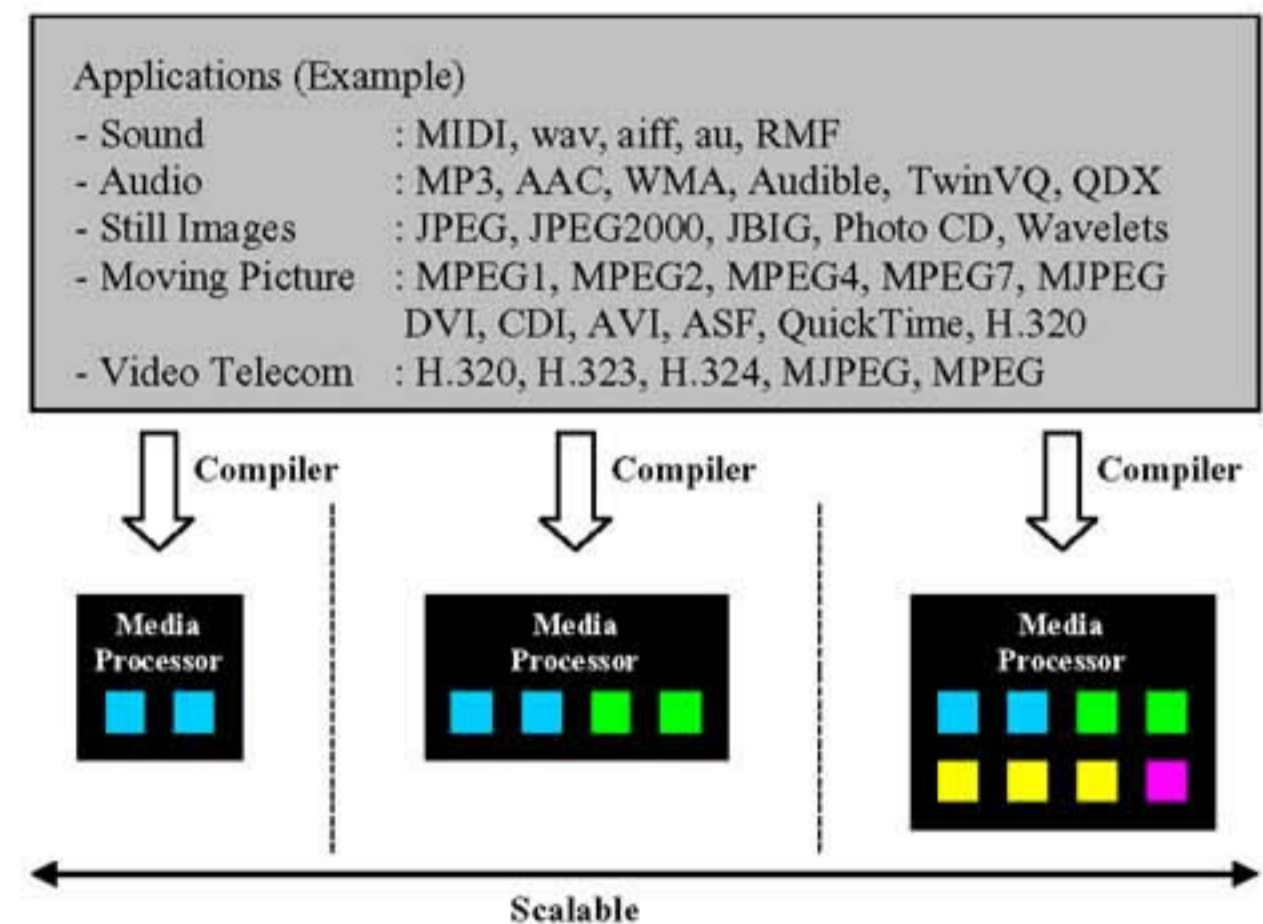 Applications (Example)
- Sound : MIDI, wav, aiff, au, RMF
- Audio : MP3, AAC, WMA, Audible, TwinVQ, QDX
- Still Images : JPEG, JPEG2000, JBIG, Photo CD, Wavelets
- Moving Picture : MPEG1, MPEG2, MPEG4, MPEG7, MJPEG
DVI, CDI, AVI, ASF, QuickTime, H.320
- Video Telecom : H.320, H.323, H.324, MJPEG, MPEG
Compiler
Compiler
Compiler
Media
Processor
Media
Processor
Media
Processor
Scalable